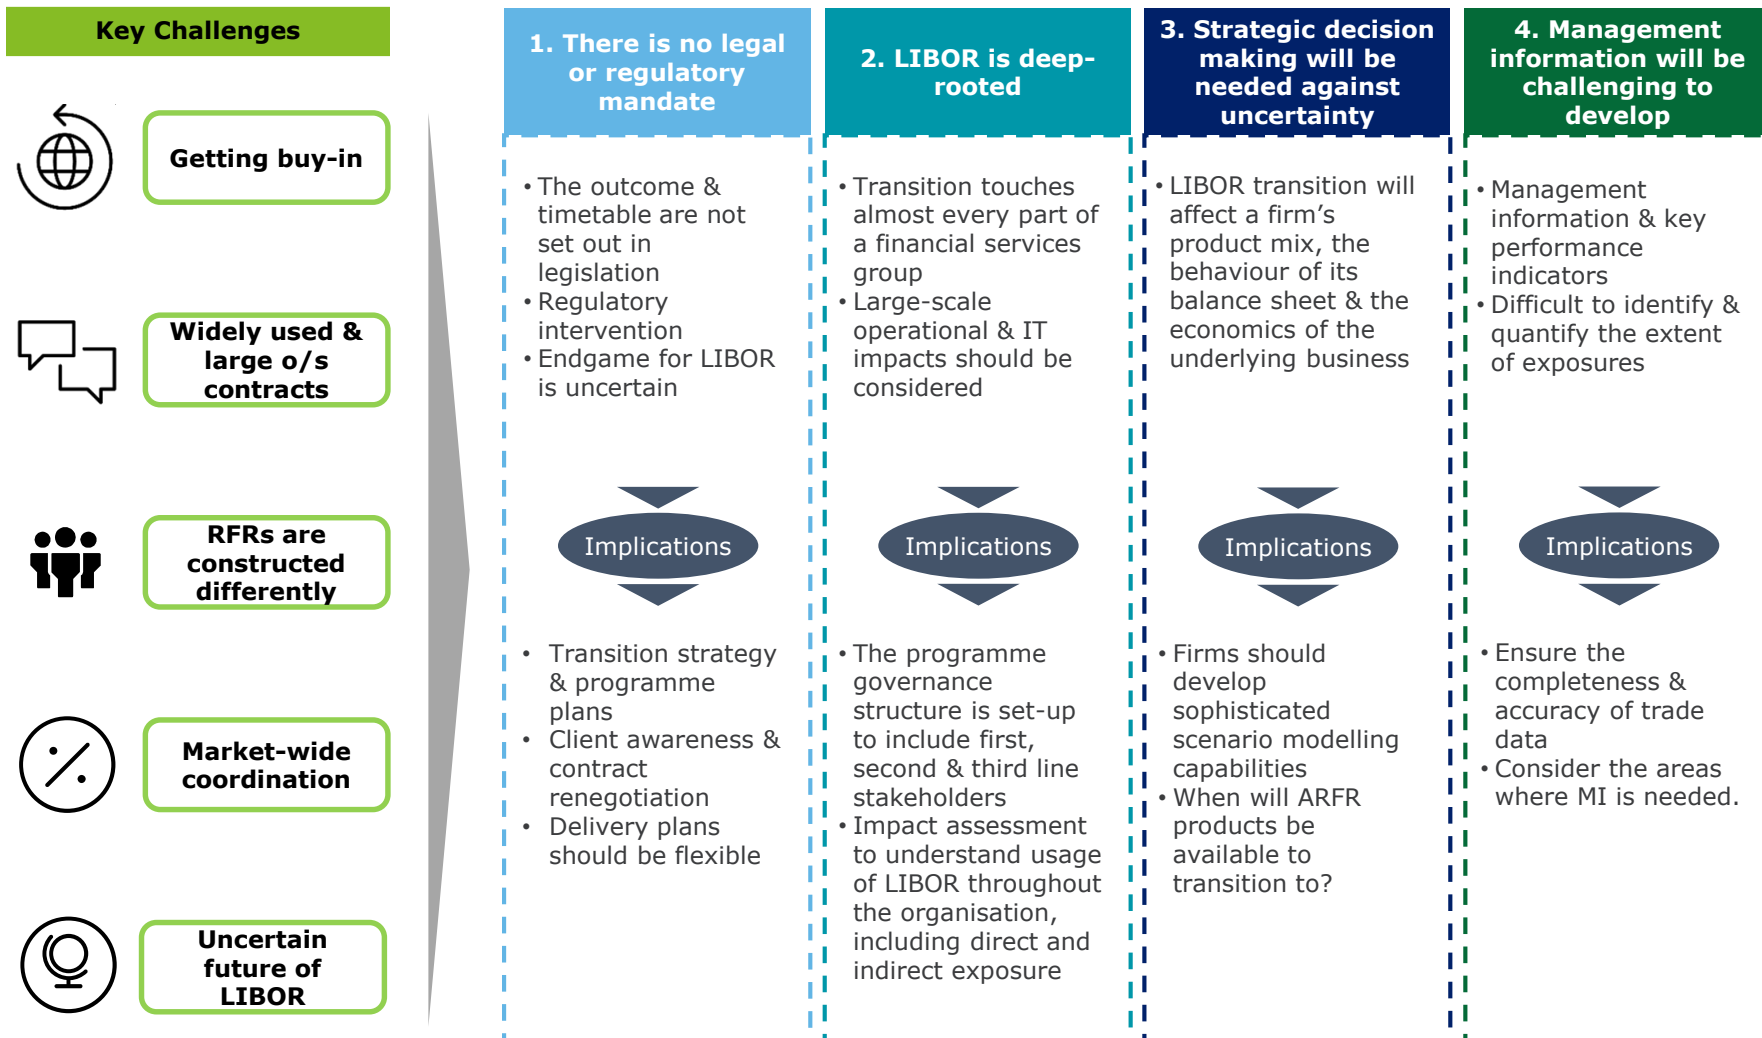 Key Challenges
Getting buy-in
Widely used &
large o/s
contracts
RFRs are
constructed
differently
Market-wide
coordination
Uncertain
future of
LIBOR
1. There is no legal
or regulatory
mandate
• The outcome &
timetable are not
set out in
legislation
• Regulatory
intervention
• Endgame for LIBOR
is uncertain
Implications
• Transition strategy
& programme
plans
• Client awareness &
contract
renegotiation
• Delivery plans
should be flexible
2. LIBOR is deep-
rooted
• Transition touches
almost every part of
a financial services
group
• Large-scale
operational & IT
impacts should be
considered
Implications
• The programme
governance
structure is set-up
to include first,
second & third line
stakeholders
• Impact assessment
to understand usage
of LIBOR throughout
the organisation,
including direct and
indirect exposure
3. Strategic decision
making will be
needed against
uncertainty
• LIBOR transition will
affect a firm's
product mix, the
behaviour of its
balance sheet & the
economics of the
underlying business
Implications
• Firms should
develop
sophisticated
scenario modelling
capabilities
• When will ARFR
products be
available to
transition to?
4. Management
information will be
challenging to
develop
• Management
information & key
performance
indicators
• Difficult to identify &
quantify the extent
of exposures
Implications
• Ensure the
completeness &
accuracy of trade
data
• Consider the areas
where MI is needed.